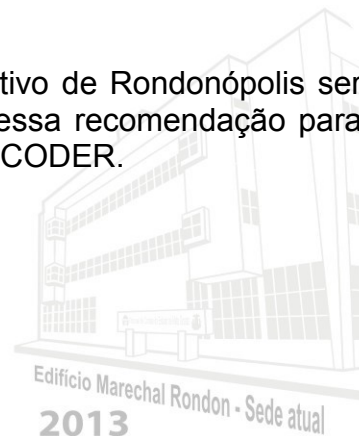 tivo de Rondonópolis ser
essa recomendação para
CODER.
Edifício Marechal Rondon - Sede atual
2013